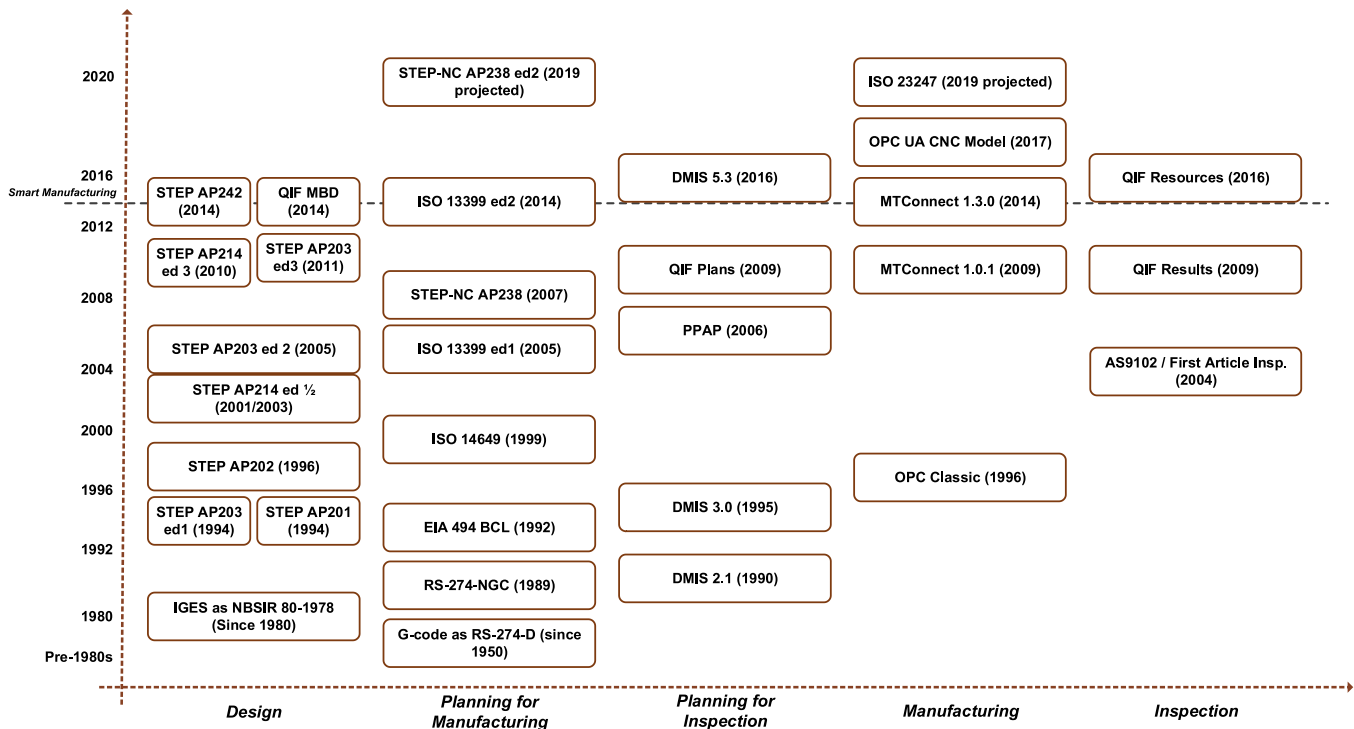 2020
STEP-NC AP238 ed2 (2019
projected)
ISO 23247 (2019 projected)
OPC UA CNC Model (2017)
2016
Smart Manufacturing
STEP AP242
(2014)
QIF MBD
(2014)
ISO 13399 ed2 (2014)
DMIS 5.3 (2016)
MTConnect 1.3.0 (2014)
QIF Resources (2016)
2012
STEP AP214
ed 3 (2010)
STEP AP203
ed3 (2011)
QIF Plans (2009)
MTConnect 1.0.1 (2009)
QIF Results (2009)
2008
STEP-NC AP238 (2007)
PPAP (2006)
STEP AP203 ed 2 (2005)
ISO 13399 ed1 (2005)
2004
AS9102 / First Article Insp.
(2004)
STEP AP214 ed ½
(2001/2003)
2000
ISO 14649 (1999)
STEP AP202 (1996)
OPC Classic (1996)
1996
STEP AP203
ed1 (1994)
STEP AP201
(1994)
EIA 494 BCL (1992)
DMIS 3.0 (1995)
1992
RS-274-NGC (1989)
DMIS 2.1 (1990)
1980
IGES as NBSIR 80-1978
(Since 1980)
G-code as RS-274-D (since
1950)
Pre-1980s
Design
Planning for
Manufacturing
Planning for
Inspection
Manufacturing
Inspection